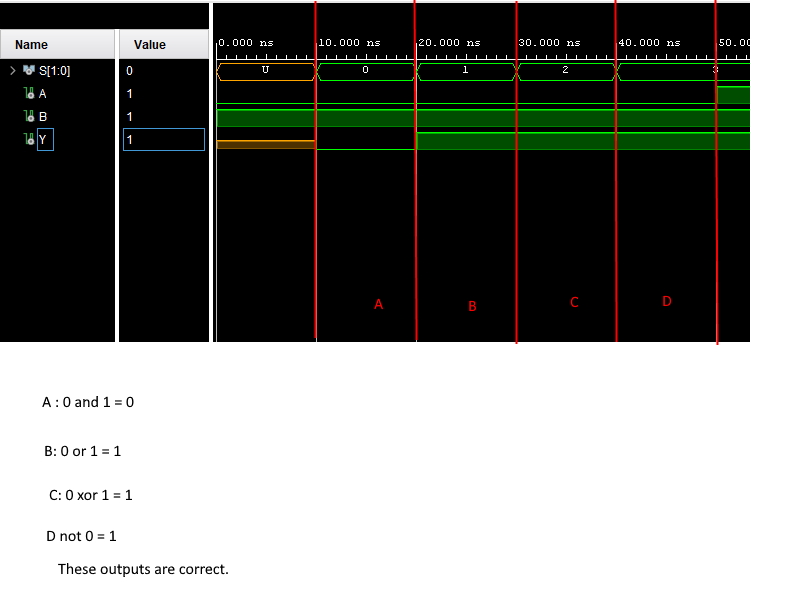 Name Value
0.000 ns 10.000 ns 20.000 ns 30.000 ns 40.000 ns 50.00
S[1:0] 0 U 0 1 2 3
A 1
B 1
Y 1
A B C D
A : 0 and 1 = 0
B: 0 or 1 = 1
C: 0 xor 1 = 1
D not 0 = 1
These outputs are correct.